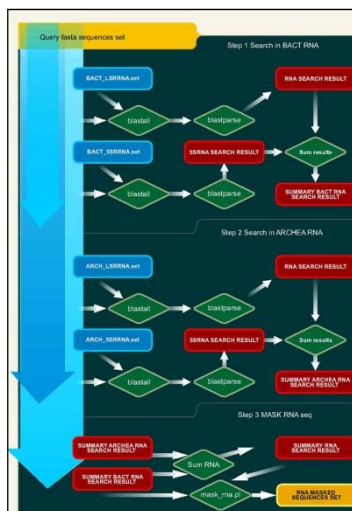 Query fasta sequences set
Step 1 Search in BACT RNA
BACT_LSRRNA.set
RNA SEARCH RESULT
blastall
blastparse
BACT_SSRRNA.set
SSRNA SEARCH RESULT
Sum results
blastall
blastparse
SUMMARY BACT RNA
SEARCH RESULT
Step 2 Search in ARCHEA RNA
ARCH_LSRRNA.set
RNA SEARCH RESULT
blastall
blastparse
ARCH_SSRRNA.set
SSRNA SEARCH RESULT
Sum results
blastall
blastparse
SUMMARY ARCHEA RNA
SEARCH RESULT
Step 3 MASK RNA seq
SUMMARY ARCHEA RNA
SEARCH RESULT
SUMMARY RNA
SEARCH RESULT
Sum RNA
SUMMARY BACT RNA
SEARCH RESULT
mask_rna.pl
RNA MASKED
SEQUENCES SET